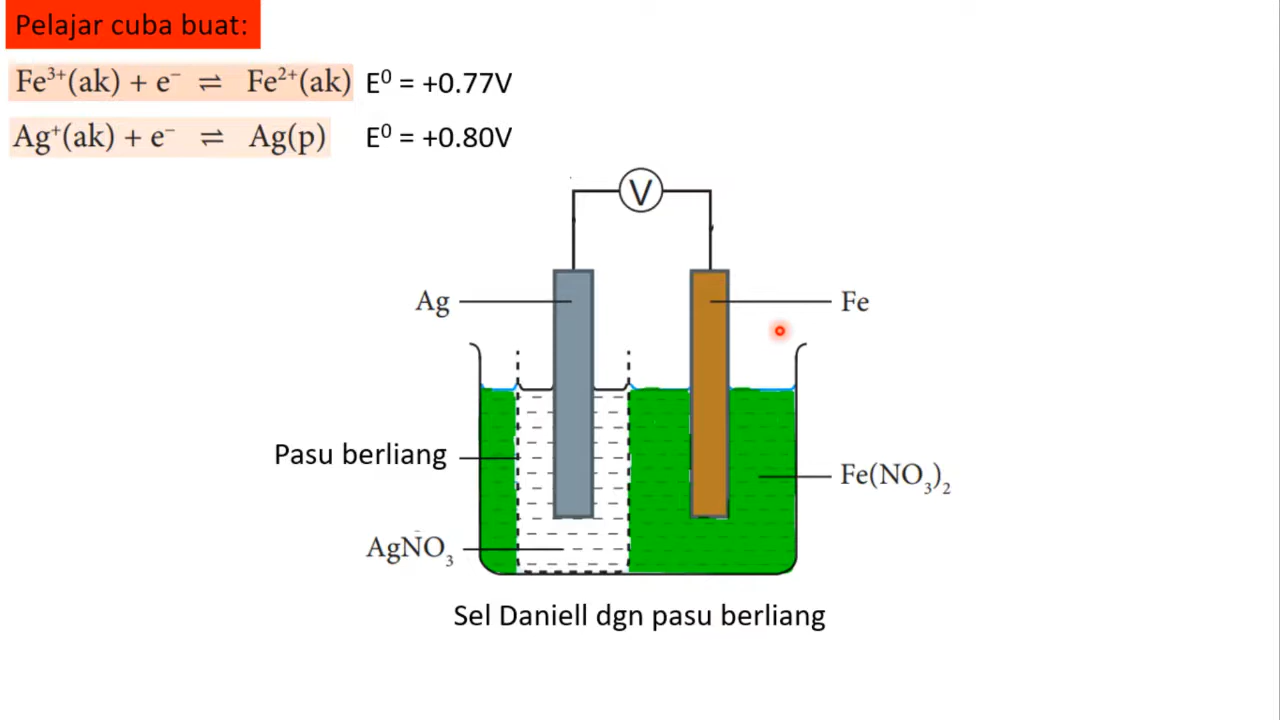 Pelajar cuba buat:
Fe³⁺(ak) + e⁻ ⇌ Fe²⁺(ak) E⁰ = +0.77V
Ag⁺(ak) + e⁻ ⇌ Ag(p) E⁰ = +0.80V
V
Ag
Fe
Pasu berliang
Fe(NO₃)₂
AgNO₃
Sel Daniell dgn pasu berliang